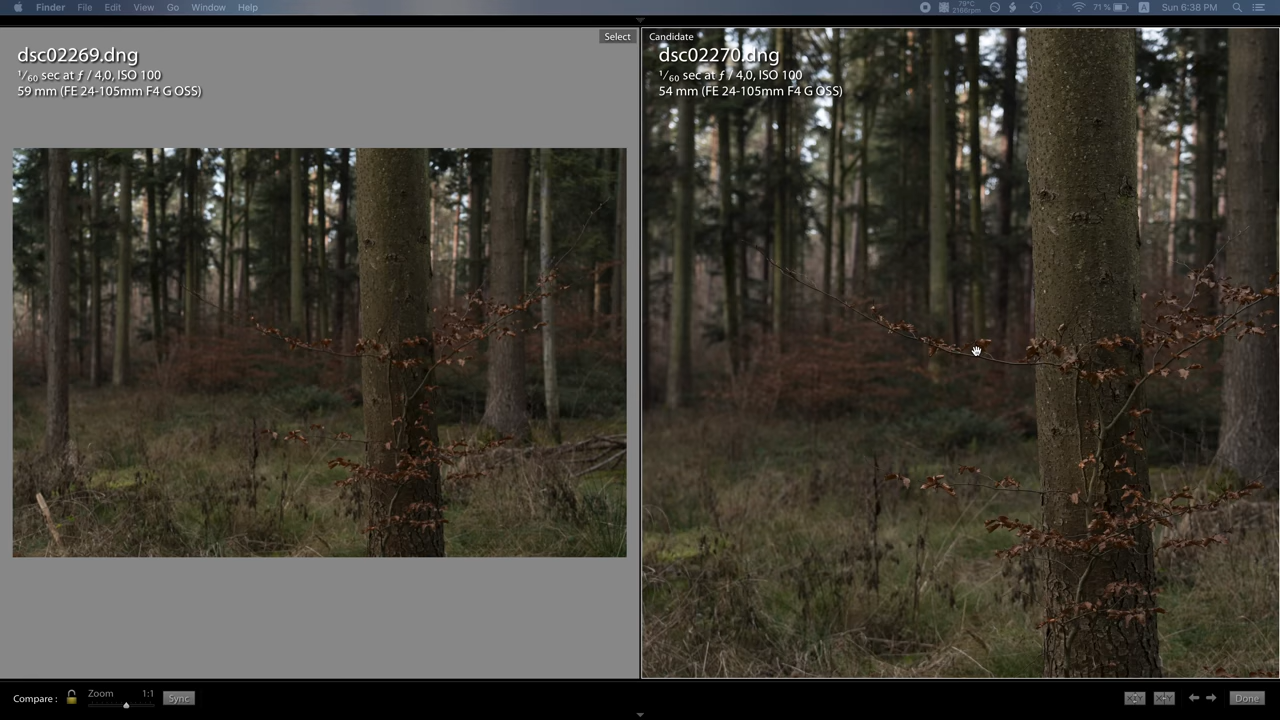 Finder File Edit View Go Window Help
79°C
2166rpm
71% A Sun 6:38 PM
Select
dsc02269.dng
1/60 sec at ƒ / 4,0, ISO 100
59 mm (FE 24-105mm F4 G OSS)
Candidate
dsc02270.dng
1/60 sec at ƒ / 4,0, ISO 100
54 mm (FE 24-105mm F4 G OSS)
Compare : Zoom 1:1 Sync
Done